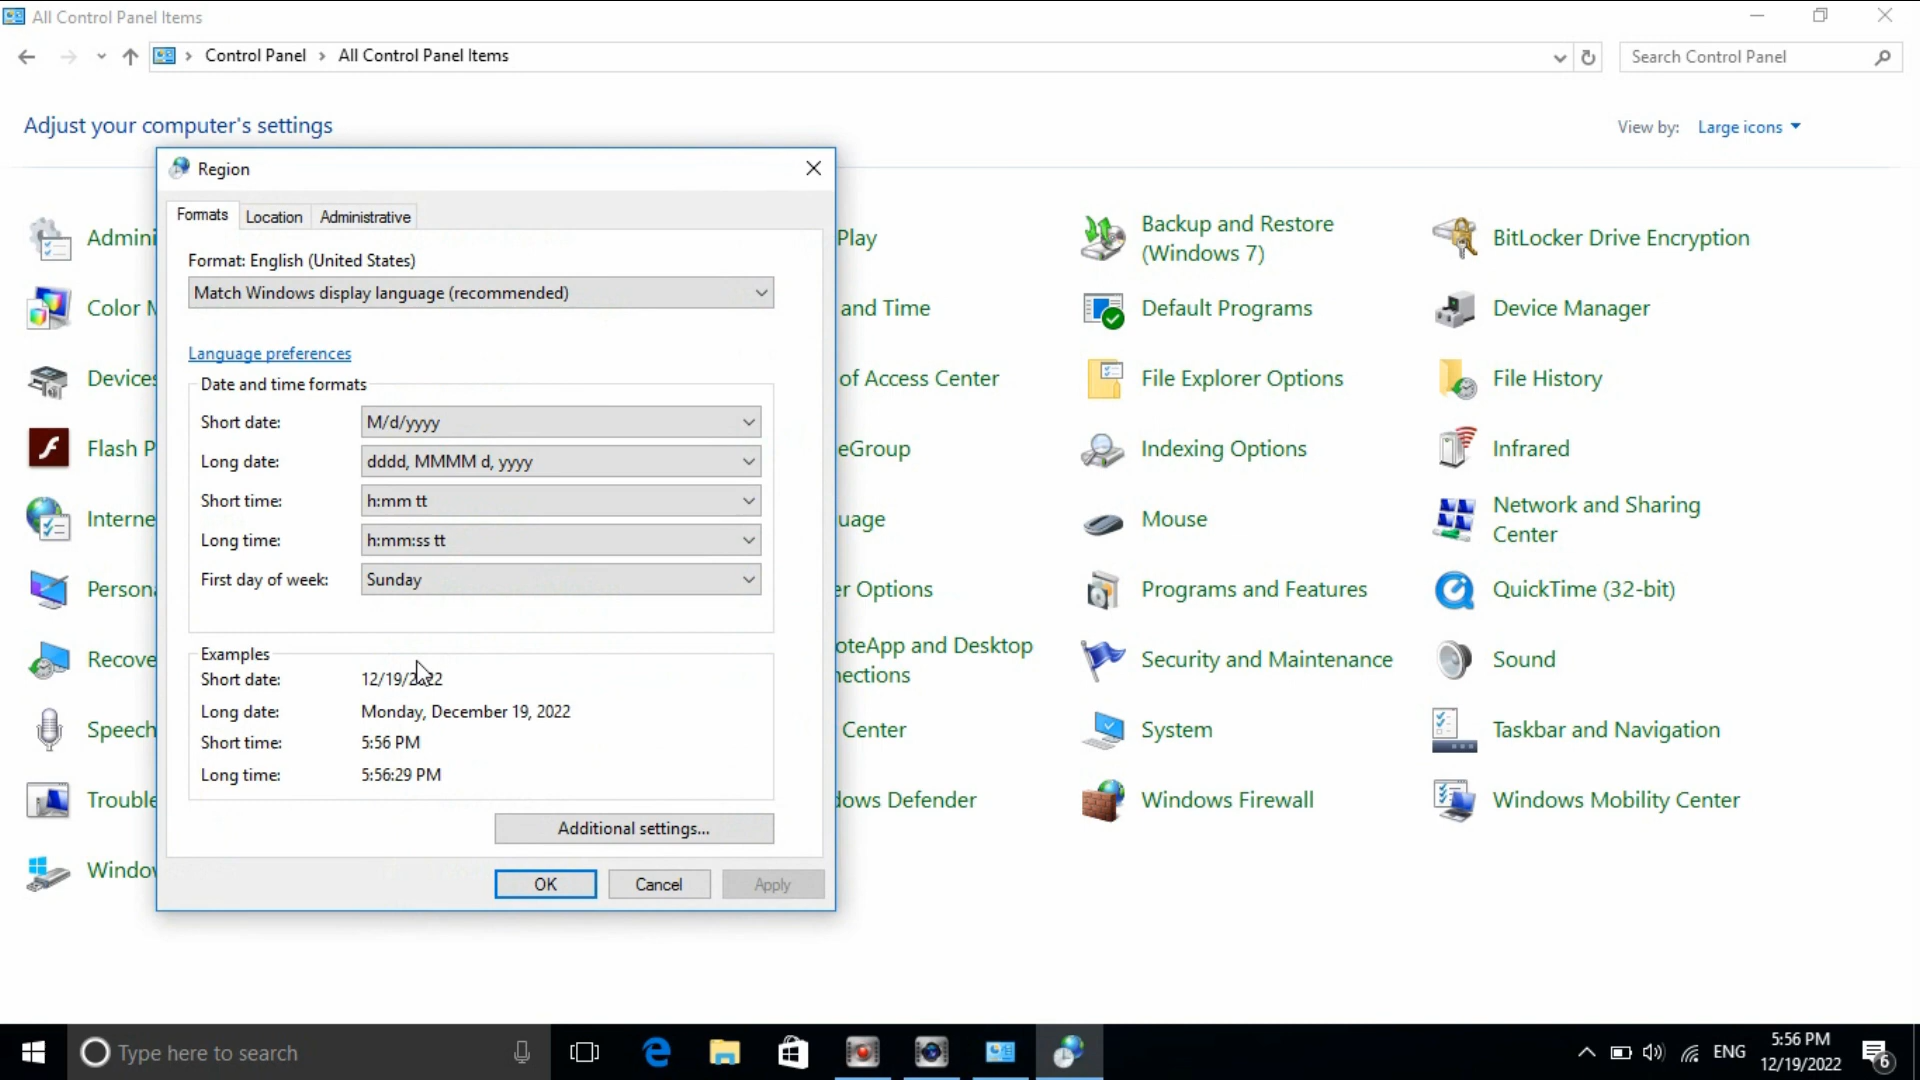 All Control Panel Items
Control Panel > All Control Panel Items
Search Control Panel
Adjust your computer's settings
View by: Large icons
Region
Formats Location Administrative
Format: English (United States)
Match Windows display language (recommended)
Language preferences
Date and time formats
Short date: M/d/yyyy
Long date: dddd, MMMM d, yyyy
Short time: h:mm tt
Long time: h:mm:ss tt
First day of week: Sunday
Examples
Short date: 12/19/2022
Long date: Monday, December 19, 2022
Short time: 5:56 PM
Long time: 5:56:29 PM
Additional settings...
OK Cancel Apply
Admini
Color M
Devices
Flash P
Interne
Persona
Recove
Speech
Trouble
Window
Play
and Time
of Access Center
eGroup
uage
er Options
oteApp and Desktop
nections
Center
dows Defender
Backup and Restore
(Windows 7)
Default Programs
File Explorer Options
Indexing Options
Mouse
Programs and Features
Security and Maintenance
System
Windows Firewall
BitLocker Drive Encryption
Device Manager
File History
Infrared
Network and Sharing
Center
QuickTime (32-bit)
Sound
Taskbar and Navigation
Windows Mobility Center
Type here to search
ENG
5:56 PM
12/19/2022
6